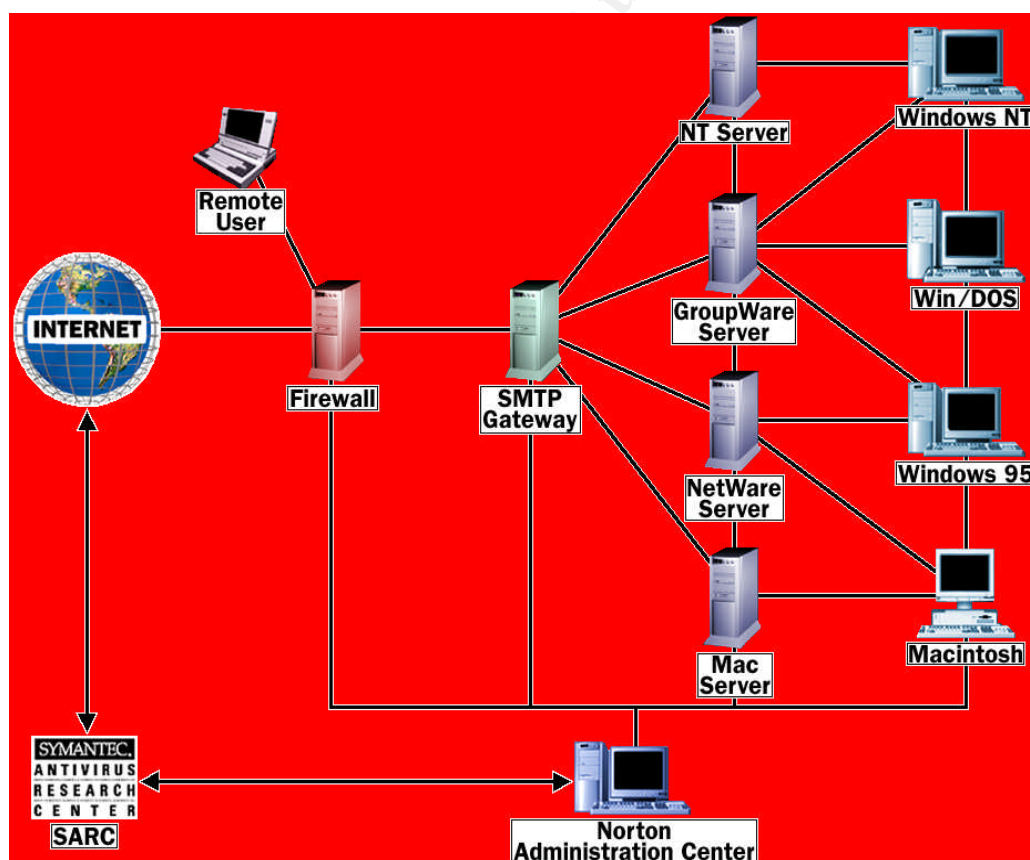 NT Server
Windows NT
Remote
User
INTERNET
GroupWare
Server
Win/DOS
Firewall
SMTP
Gateway
NetWare
Server
Windows 95
Mac
Server
Macintosh
SYMANTEC.
ANTIVIRUS
RESEARCH
CENTER
SARC
Norton
Administration Center